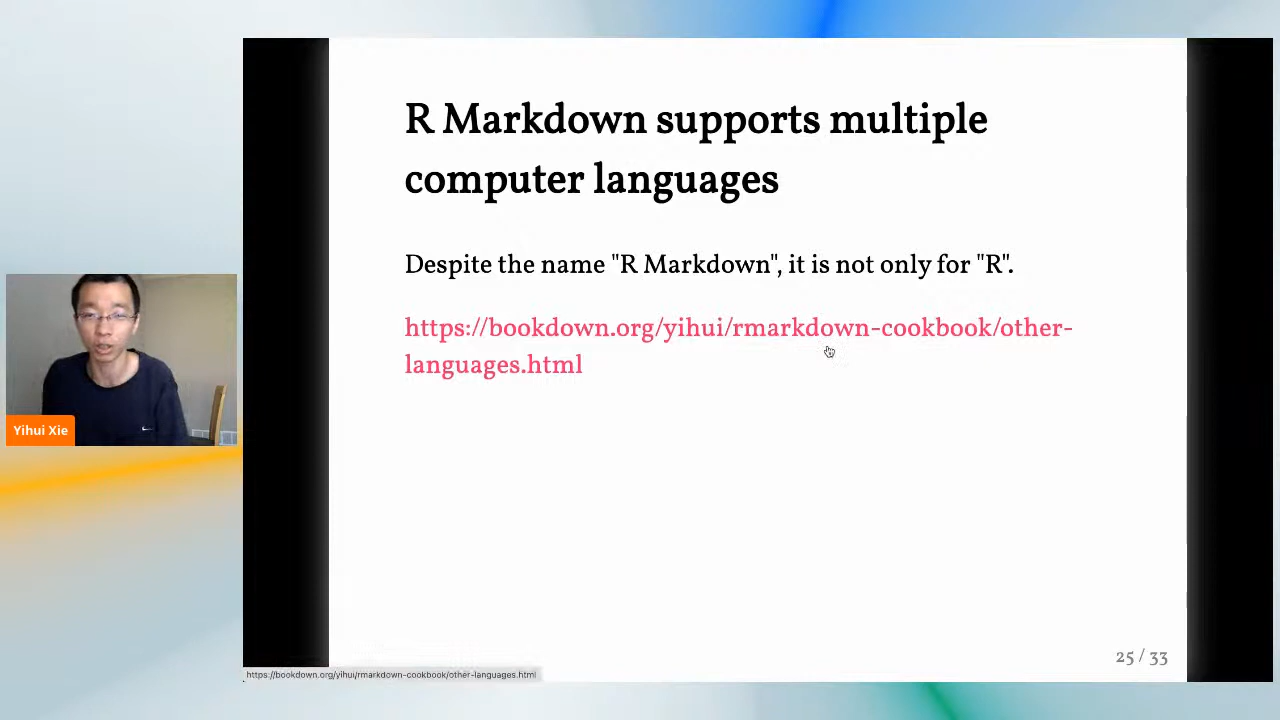 R Markdown supports multiple
computer languages
Despite the name "R Markdown", it is not only for "R".
https://bookdown.org/yihui/rmarkdown-cookbook/other-
languages.html
Yihui Xie
25 / 33
https://bookdown.org/yihui/rmarkdown-cookbook/other-languages.html